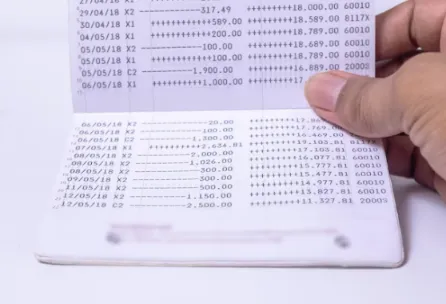 29/04/18 X2 -----------317.49 +++++++++18.000.00 60010
30/04/18 X1 +++++++++++589.00 +++++++++18.589.00 8117X
04/05/18 X1 +++++++++++200.00 +++++++++18.789.00 60010
05/05/18 X2 -----------100.00 +++++++++18.689.00 60010
05/05/18 X1 +++++++++++100.00 +++++++++18.789.00 60010
05/05/18 C2 ---------1,900.00 +++++++++16.889.00 2000S
06/05/18 X1 +++++++++1,000.00 +++++++++17.
06/05/18 X2 ------------20.00 +++++++++17.
06/05/18 X2 -----------100.00 +++++++++17.769.
06/05/18 C2 ---------1,300.00 +++++++++16.469.00
07/05/18 X1 +++++++++2,634.81 +++++++++19.103.81 8117X
08/05/18 X2 ---------2,000.00 +++++++++17.103.81 60010
08/05/18 X2 ---------1,026.00 +++++++++16.077.81 60010
08/05/18 X2 -----------300.00 +++++++++15.777.81 60010
09/05/18 X2 -----------300.00 +++++++++15.477.81 60010
11/05/18 X2 -----------500.00 +++++++++14.977.81 60010
12/05/18 X2 ---------1,150.00 +++++++++13.827.81 60010
12/05/18 C2 ---------2,500.00 +++++++++11.327.81 2000S